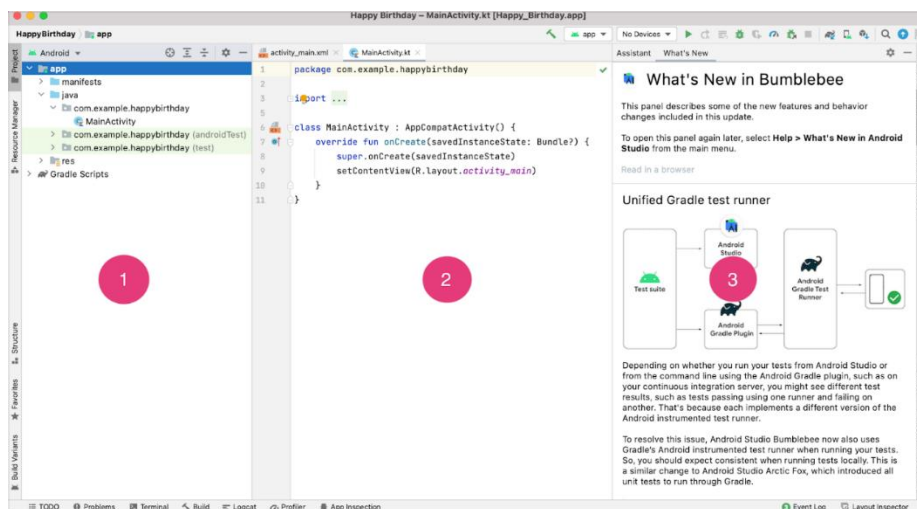 Happy Birthday – MainActivity.kt [Happy_Birthday.app]
HappyBirthday app
app
No Devices
Project
Android
activity_main.xml
MainActivity.kt
Assistant What's New
app
manifests
java
com.example.happybirthday
MainActivity
com.example.happybirthday (androidTest)
com.example.happybirthday (test)
res
Gradle Scripts
Resource Manager
Structure
Favorites
Build Variants
1 package com.example.happybirthday
2
3 import ...
5
6 class MainActivity : AppCompatActivity() {
7 override fun onCreate(savedInstanceState: Bundle?) {
8 super.onCreate(savedInstanceState)
9 setContentView(R.layout.activity_main)
10 }
11 }
1
2
3
What's New in Bumblebee
This panel describes some of the new features and behavior
changes included in this update.
To open this panel again later, select Help > What's New in Android
Studio from the main menu.
Read in a browser
Unified Gradle test runner
Test suite
Android
Studio
Android
Gradle Plugin
Android
Gradle Test
Runner
Depending on whether you run your tests from Android Studio or
from the command line using the Android Gradle plugin, such as on
your continuous integration server, you might see different test
results, such as tests passing using one runner and failing on
another. That's because each implements a different version of the
Android instrumented test runner.
To resolve this issue, Android Studio Bumblebee now also uses
Gradle's Android instrumented test runner when running your tests.
So, you should expect consistent when running tests locally. This is
a similar change to Android Studio Arctic Fox, which introduced all
unit tests to run through Gradle.
TODO Problems Terminal Build Logcat Profiler App Inspection Event Log Layout Inspector